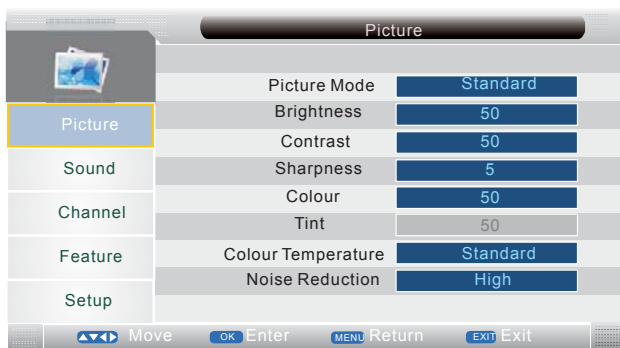 Picture
Picture
Sound
Channel
Feature
Setup
Picture Mode Standard
Brightness 50
Contrast 50
Sharpness 5
Colour 50
Tint 50
Colour Temperature Standard
Noise Reduction High
Move OK Enter MENU Return EXIT Exit